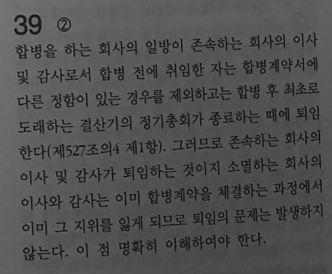 39 ②
합병을 하는 회사의 일방이 존속하는 회사의 이사
및 감사로서 합병 전에 취임한 자는 합병계약서에
다른 정함이 있는 경우를 제외하고는 합병 후 최초로
도래하는 결산기의 정기총회가 종료하는 때에 퇴임
한다(제527조의4 제1항). 그러므로 존속하는 회사의
이사 및 감사가 퇴임하는 것이지 소멸하는 회사의
이사와 감사는 이미 합병계약을 체결하는 과정에서
이미 그 지위를 잃게 되므로 퇴임의 문제는 발생하지
않는다. 이 점 명확히 이해하여야 한다.